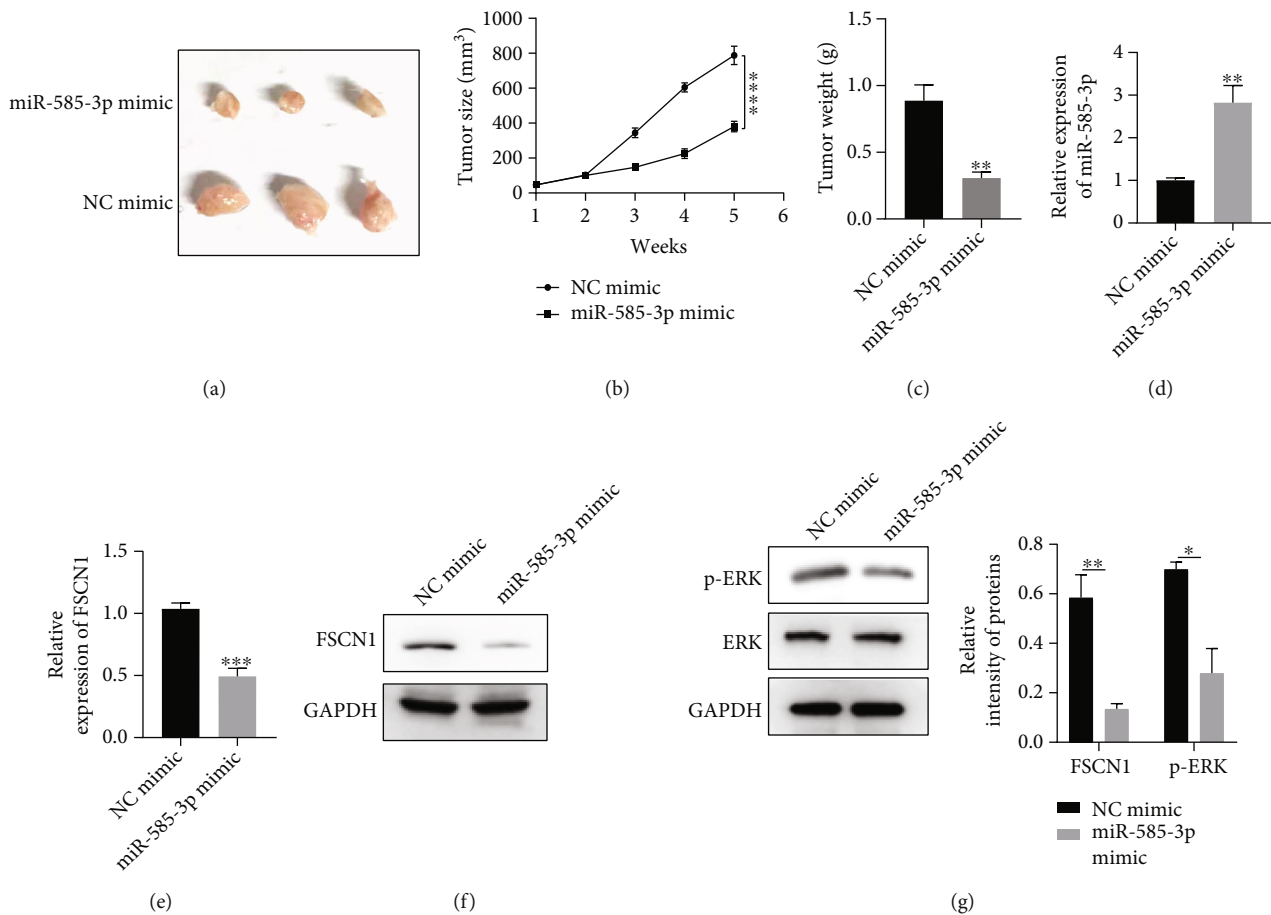 miR-585-3p mimic
NC mimic
(a)
Tumor size (mm³)
1000
800
600
400
200
0
1 2 3 4 5 6
Weeks
****
NC mimic
miR-585-3p mimic
(b)
Tumor weight (g)
1.5
1.0
0.5
0.0
**
NC mimic
miR-585-3p mimic
(c)
Relative expression
of miR-585-3p
4
3
2
1
0
**
NC mimic
miR-585-3p mimic
(d)
Relative
expression of FSCN1
1.5
1.0
0.5
0.0
***
NC mimic
miR-585-3p mimic
(e)
NC mimic
miR-585-3p mimic
FSCN1
GAPDH
(f)
NC mimic
miR-585-3p mimic
p-ERK
ERK
GAPDH
Relative
intensity of proteins
0.8
0.6
0.4
0.2
0.0
**
*
FSCN1 p-ERK
NC mimic
miR-585-3p
mimic
(g)